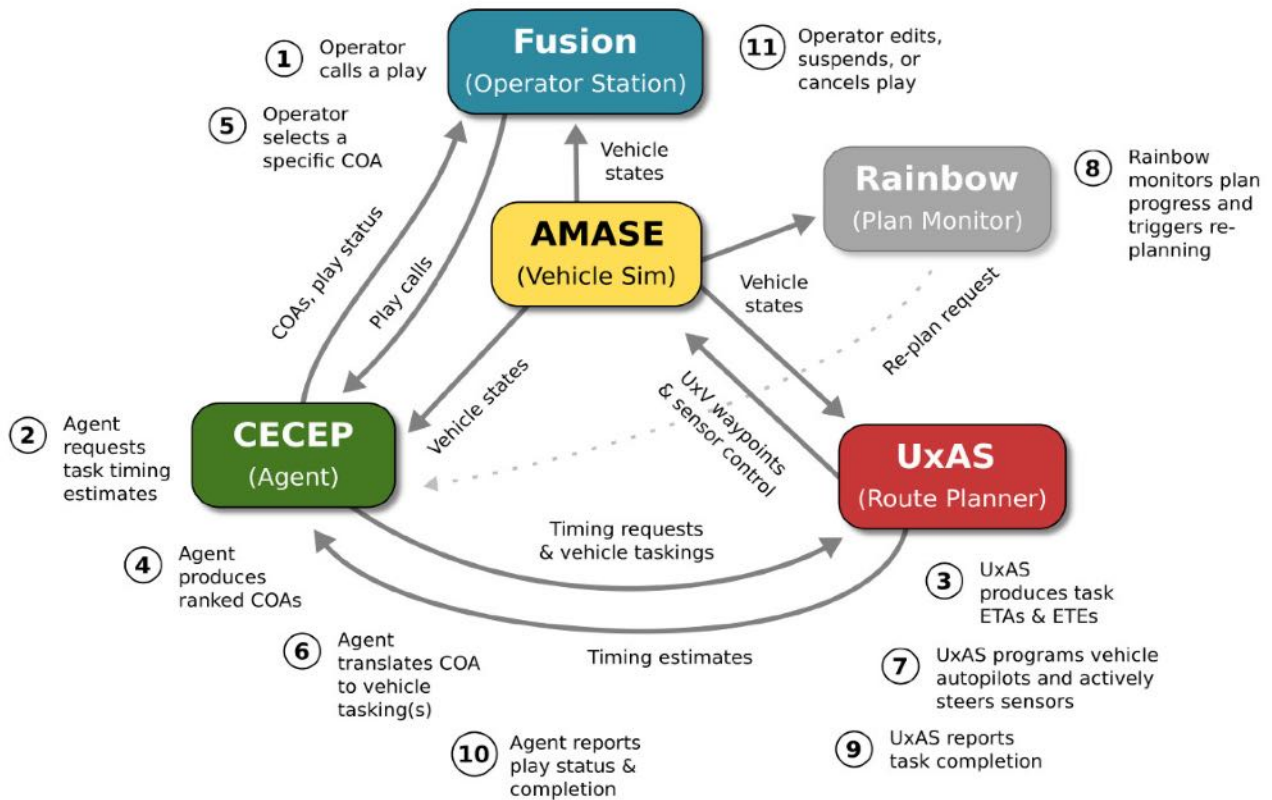 1
Operator
calls a play
Fusion
(Operator Station)
11
Operator edits,
suspends, or
cancels play
5
Operator
selects a
specific COA
Vehicle
states
Rainbow
(Plan Monitor)
8
Rainbow
monitors plan
progress and
triggers re-
planning
AMASE
(Vehicle Sim)
COAs, play status
Play calls
Vehicle
states
Re-plan request
Vehicle states
UxV waypoints
& sensor control
2
Agent
requests
task timing
estimates
CECEP
(Agent)
UxAS
(Route Planner)
Timing requests
& vehicle taskings
4
Agent
produces
ranked COAs
3
UxAS
produces task
ETAs & ETEs
6
Agent
translates COA
to vehicle
tasking(s)
Timing estimates
7
UxAS programs vehicle
autopilots and actively
steers sensors
10
Agent reports
play status &
completion
9
UxAS reports
task completion